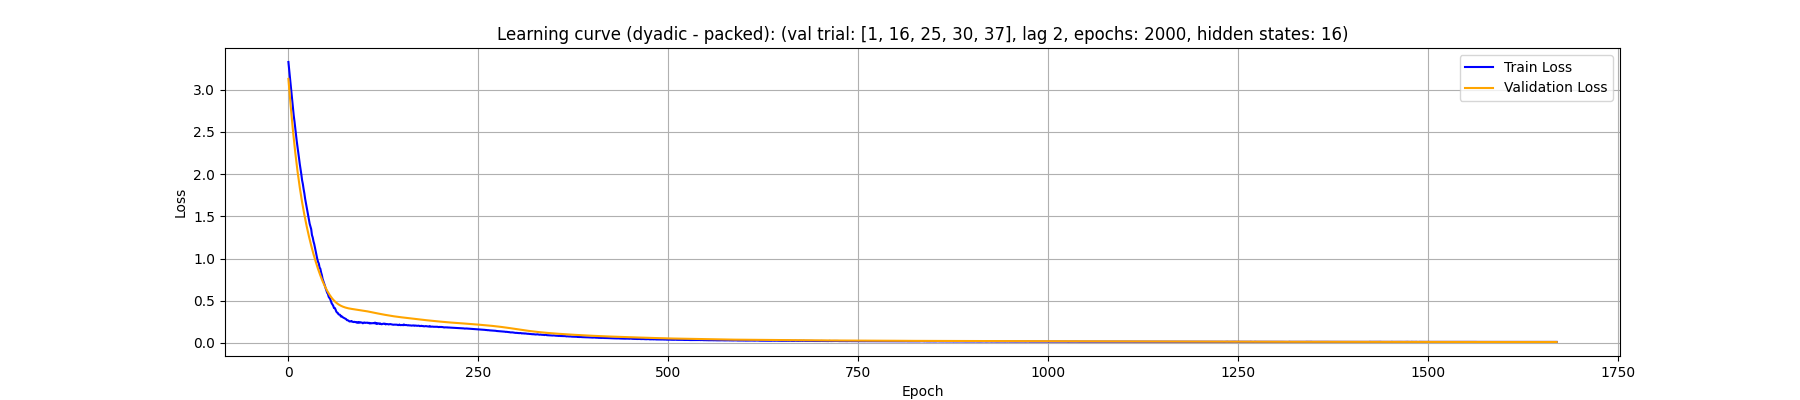 Learning curve (dyadic - packed): (val trial: [1, 16, 25, 30, 37], lag 2, epochs: 2000, hidden states: 16)
Train Loss
Validation Loss
3.0
2.5
2.0
1.5
1.0
0.5
0.0
Loss
0 250 500 750 1000 1250 1500 1750
Epoch